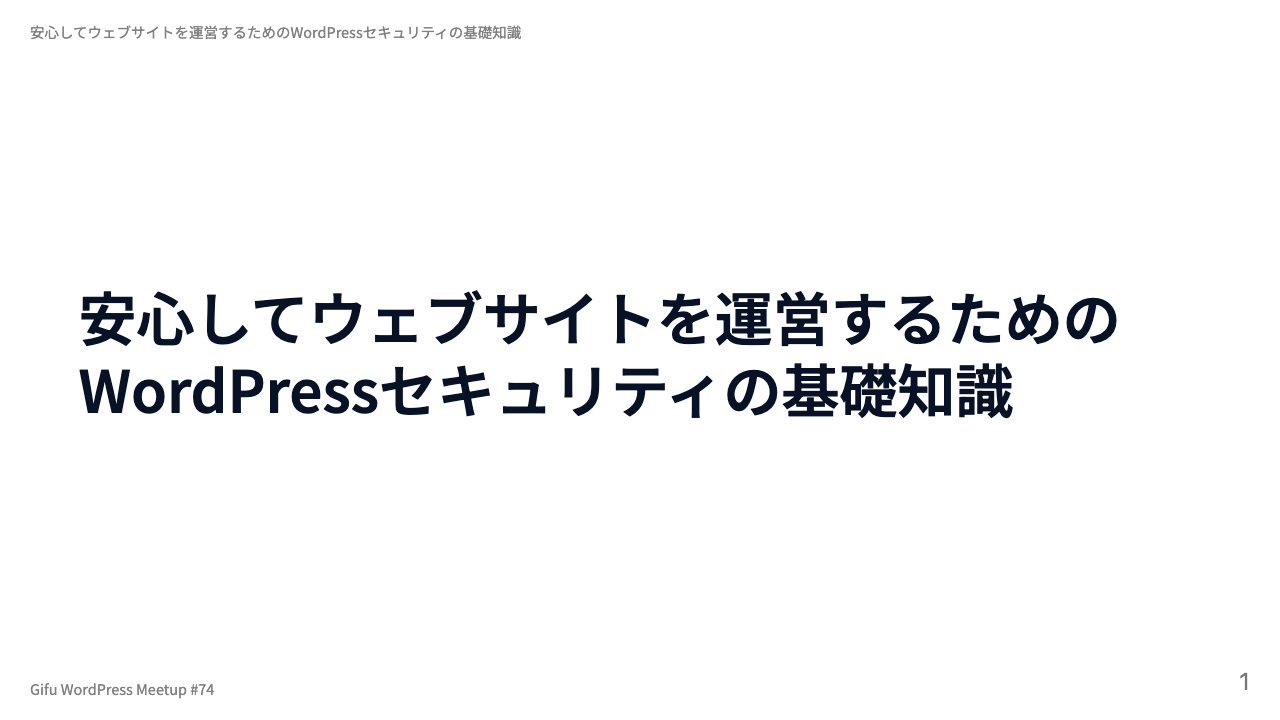 安心してウェブサイトを運営するためのWordPressセキュリティの基礎知識
安心してウェブサイトを運営するための
WordPressセキュリティの基礎知識
Gifu WordPress Meetup #74
1